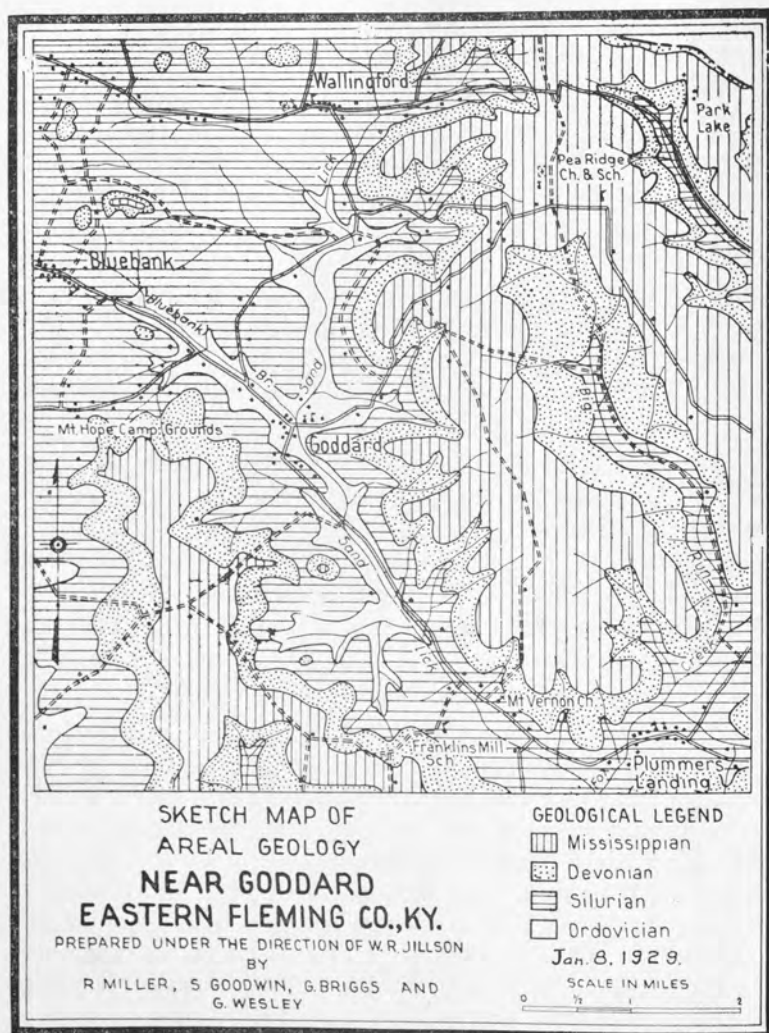 Wallingford
Park
Lake
Lick
Pea Ridge
Ch. & Sch.
Bluebank
Bluebank
Br.
Sand
Big
Mt. Hope Camp Grounds
Goddard
Sand
Run
Lick
Creek
Mt. Vernon Ch.
Franklins Mill
Sch.
Fox
Plummers
Landing
SKETCH MAP OF
AREAL GEOLOGY
NEAR GODDARD
EASTERN FLEMING CO., KY.
PREPARED UNDER THE DIRECTION OF W. R. JILLSON
BY
R MILLER, S GOODWIN, G. BRIGGS AND
G. WESLEY
GEOLOGICAL LEGEND
Mississippian
Devonian
Silurian
Ordovician
Jan. 8, 1929.
SCALE IN MILES
0 1/2 1 2